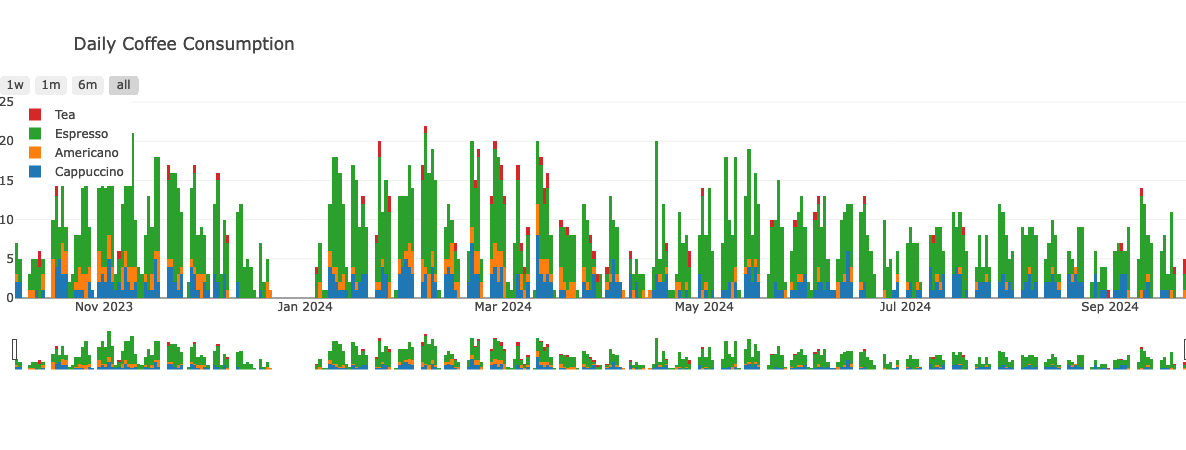 Daily Coffee Consumption
1w 1m 6m all
25
20
15
10
5
0
Tea
Espresso
Americano
Cappuccino
Nov 2023 Jan 2024 Mar 2024 May 2024 Jul 2024 Sep 2024